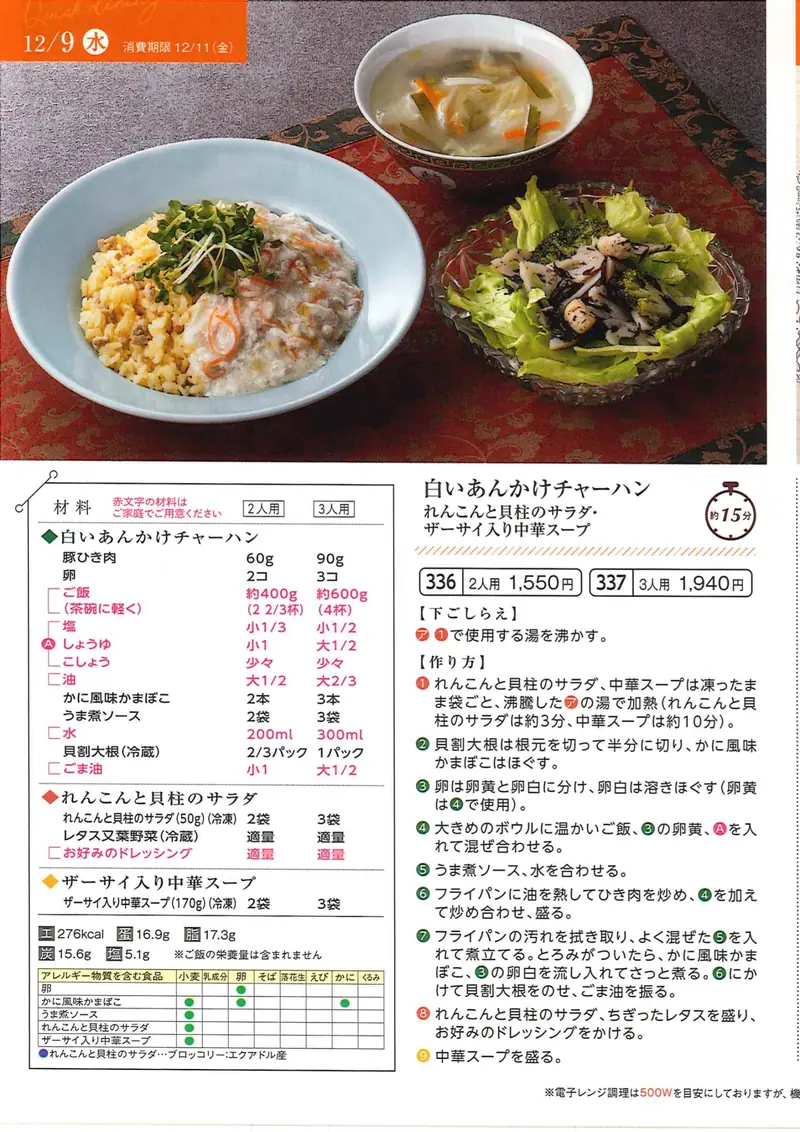 Quick dining
12/9 水 消費期限 12/11(金)
材料
赤文字の材料は
ご家庭でご用意ください
2人用 3人用
◆白いあんかけチャーハン
豚ひき肉 60g 90g
卵 2コ 3コ
ご飯 約400g 約600g
(茶碗に軽く) (2 2/3杯) (4杯)
塩 小1/3 小1/2
Ⓐ しょうゆ 小1 大1/2
こしょう 少々 少々
油 大1/2 大2/3
かに風味かまぼこ 2本 3本
うま煮ソース 2袋 3袋
水 200ml 300ml
貝割大根(冷蔵) 2/3パック 1パック
ごま油 小1 大1/2
◆れんこんと貝柱のサラダ
れんこんと貝柱のサラダ(50g)(冷凍) 2袋 3袋
レタス又葉野菜(冷蔵) 適量 適量
お好みのドレッシング 適量 適量
◆ザーサイ入り中華スープ
ザーサイ入り中華スープ(170g)(冷凍) 2袋 3袋
エ 276kcal 蛋 16.9g 脂 17.3g
炭 15.6g 塩 5.1g ※ご飯の栄養量は含まれません
アレルギー物質を含む食品 小麦 乳成分 卵 そば 落花生 えび かに くるみ
卵 ●
かに風味かまぼこ ● ● ●
うま煮ソース ●
れんこんと貝柱のサラダ ●
ザーサイ入り中華スープ ●
●れんこんと貝柱のサラダ…ブロッコリー:エクアドル産
白いあんかけチャーハン
れんこんと貝柱のサラダ・
ザーサイ入り中華スープ
約15分
336 2人用 1,550円 337 3人用 1,940円
【下ごしらえ】
㋐ ❶で使用する湯を沸かす。
【作り方】
❶ れんこんと貝柱のサラダ、中華スープは凍ったま
ま袋ごと、沸騰した㋐の湯で加熱(れんこんと貝
柱のサラダは約3分、中華スープは約10分)。
❷ 貝割大根は根元を切って半分に切り、かに風味
かまぼこはほぐす。
❸ 卵は卵黄と卵白に分け、卵白は溶きほぐす(卵黄
は❹で使用)。
❹ 大きめのボウルに温かいご飯、❸の卵黄、Ⓐを入
れて混ぜ合わせる。
❺ うま煮ソース、水を合わせる。
❻ フライパンに油を熱してひき肉を炒め、❹を加え
て炒め合わせ、盛る。
❼ フライパンの汚れを拭き取り、よく混ぜた❺を入
れて煮立てる。とろみがついたら、かに風味かま
ぼこ、❸の卵白を流し入れてさっと煮る。❻にか
けて貝割大根をのせ、ごま油を振る。
❽ れんこんと貝柱のサラダ、ちぎったレタスを盛り、
お好みのドレッシングをかける。
❾ 中華スープを盛る。
※電子レンジ調理は500Wを目安にしておりますが、機